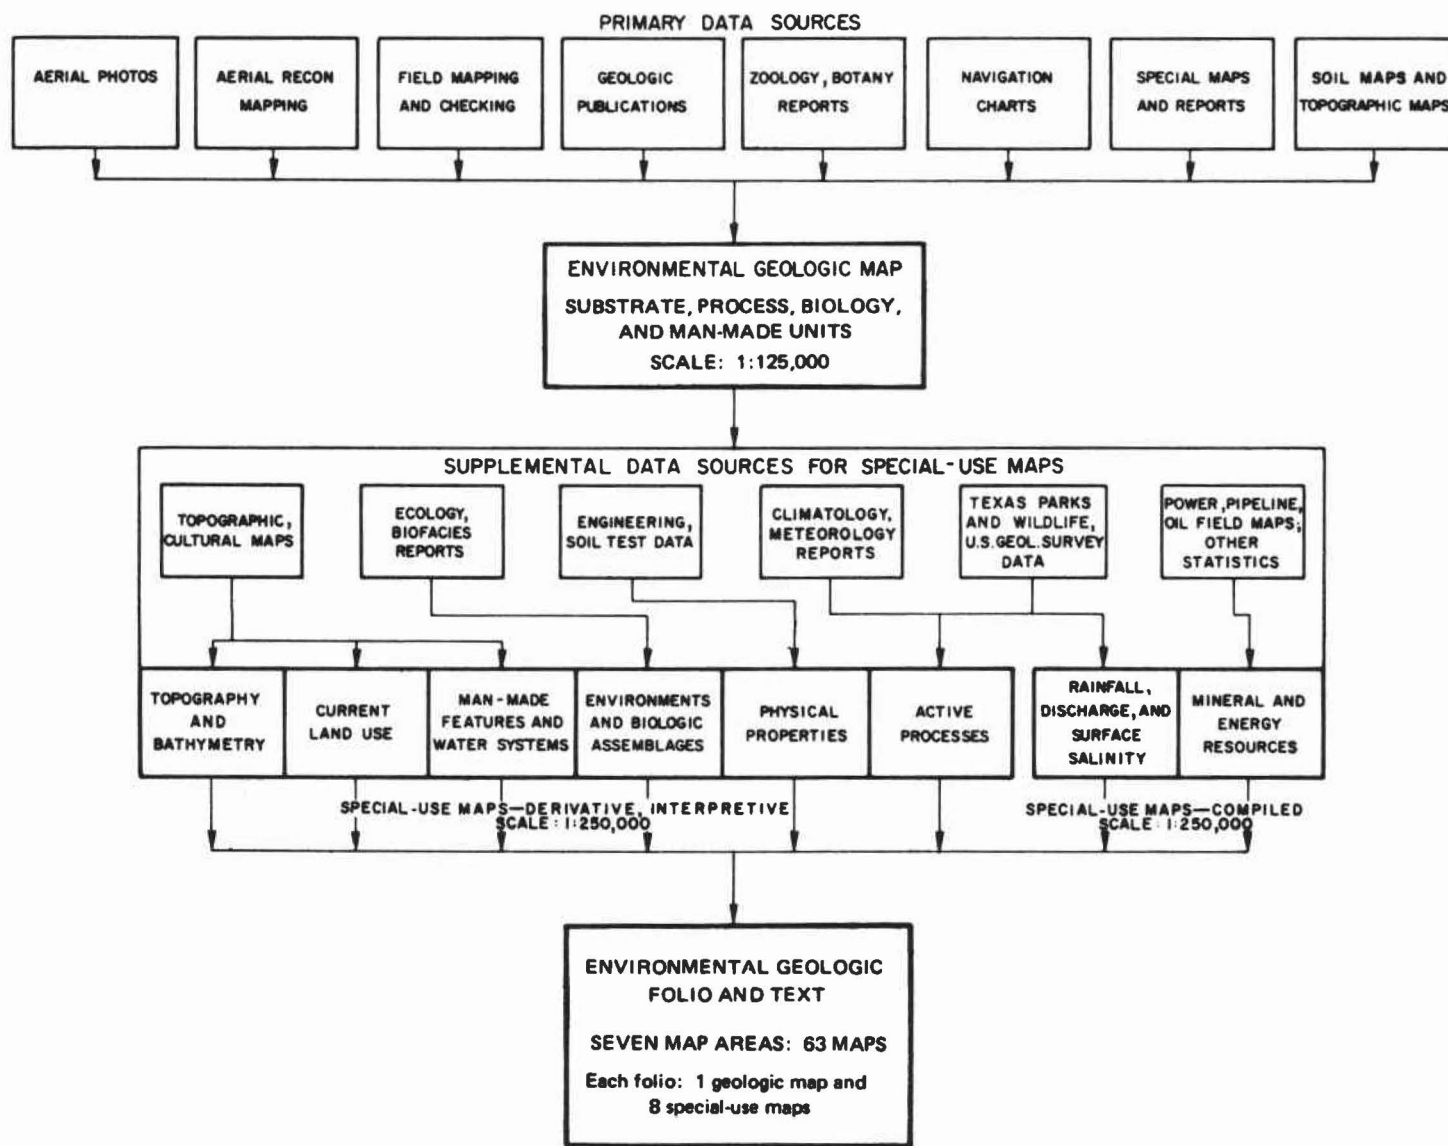 PRIMARY DATA SOURCES
AERIAL PHOTOS
AERIAL RECON
MAPPING
FIELD MAPPING
AND CHECKING
GEOLOGIC
PUBLICATIONS
ZOOLOGY, BOTANY
REPORTS
NAVIGATION
CHARTS
SPECIAL MAPS
AND REPORTS
SOIL MAPS AND
TOPOGRAPHIC MAPS
ENVIRONMENTAL GEOLOGIC MAP
SUBSTRATE, PROCESS, BIOLOGY,
AND MAN-MADE UNITS
SCALE: 1:125,000
SUPPLEMENTAL DATA SOURCES FOR SPECIAL-USE MAPS
TOPOGRAPHIC,
CULTURAL MAPS
ECOLOGY,
BIOFACIES
REPORTS
ENGINEERING,
SOIL TEST DATA
CLIMATOLOGY,
METEOROLOGY
REPORTS
TEXAS PARKS
AND WILDLIFE,
U.S. GEOL. SURVEY
DATA
POWER, PIPELINE,
OIL FIELD MAPS;
OTHER
STATISTICS
TOPOGRAPHY
AND
BATHYMETRY
CURRENT
LAND USE
MAN-MADE
FEATURES AND
WATER SYSTEMS
ENVIRONMENTS
AND BIOLOGIC
ASSEMBLAGES
PHYSICAL
PROPERTIES
ACTIVE
PROCESSES
RAINFALL,
DISCHARGE, AND
SURFACE
SALINITY
MINERAL AND
ENERGY
RESOURCES
SPECIAL-USE MAPS—DERIVATIVE, INTERPRETIVE
SCALE: 1:250,000
SPECIAL-USE MAPS—COMPILED
SCALE: 1:250,000
ENVIRONMENTAL GEOLOGIC
FOLIO AND TEXT
SEVEN MAP AREAS: 63 MAPS
Each folio: 1 geologic map and
8 special-use maps